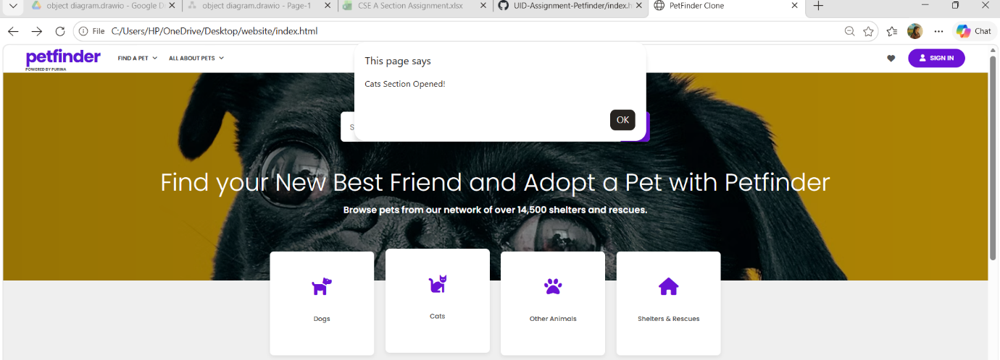 object diagram.drawio - Google D
object diagram.drawio - Page-1
CSE A Section Assignment.xlsx
UID-Assignment-Petfinder/index.h
PetFinder Clone
File C:/Users/HP/OneDrive/Desktop/website/index.html
Chat
petfinder
POWERED BY PURINA
FIND A PET
ALL ABOUT PETS
SIGN IN
This page says
Cats Section Opened!
OK
S
Find your New Best Friend and Adopt a Pet with Petfinder
Browse pets from our network of over 14,500 shelters and rescues.
Dogs
Cats
Other Animals
Shelters & Rescues